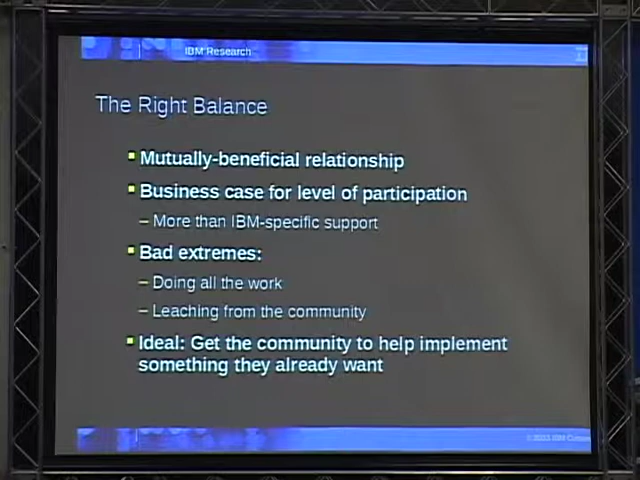 IBM Research
The Right Balance
Mutually-beneficial relationship
Business case for level of participation
– More than IBM-specific support
Bad extremes:
– Doing all the work
– Leaching from the community
Ideal: Get the community to help implement
something they already want